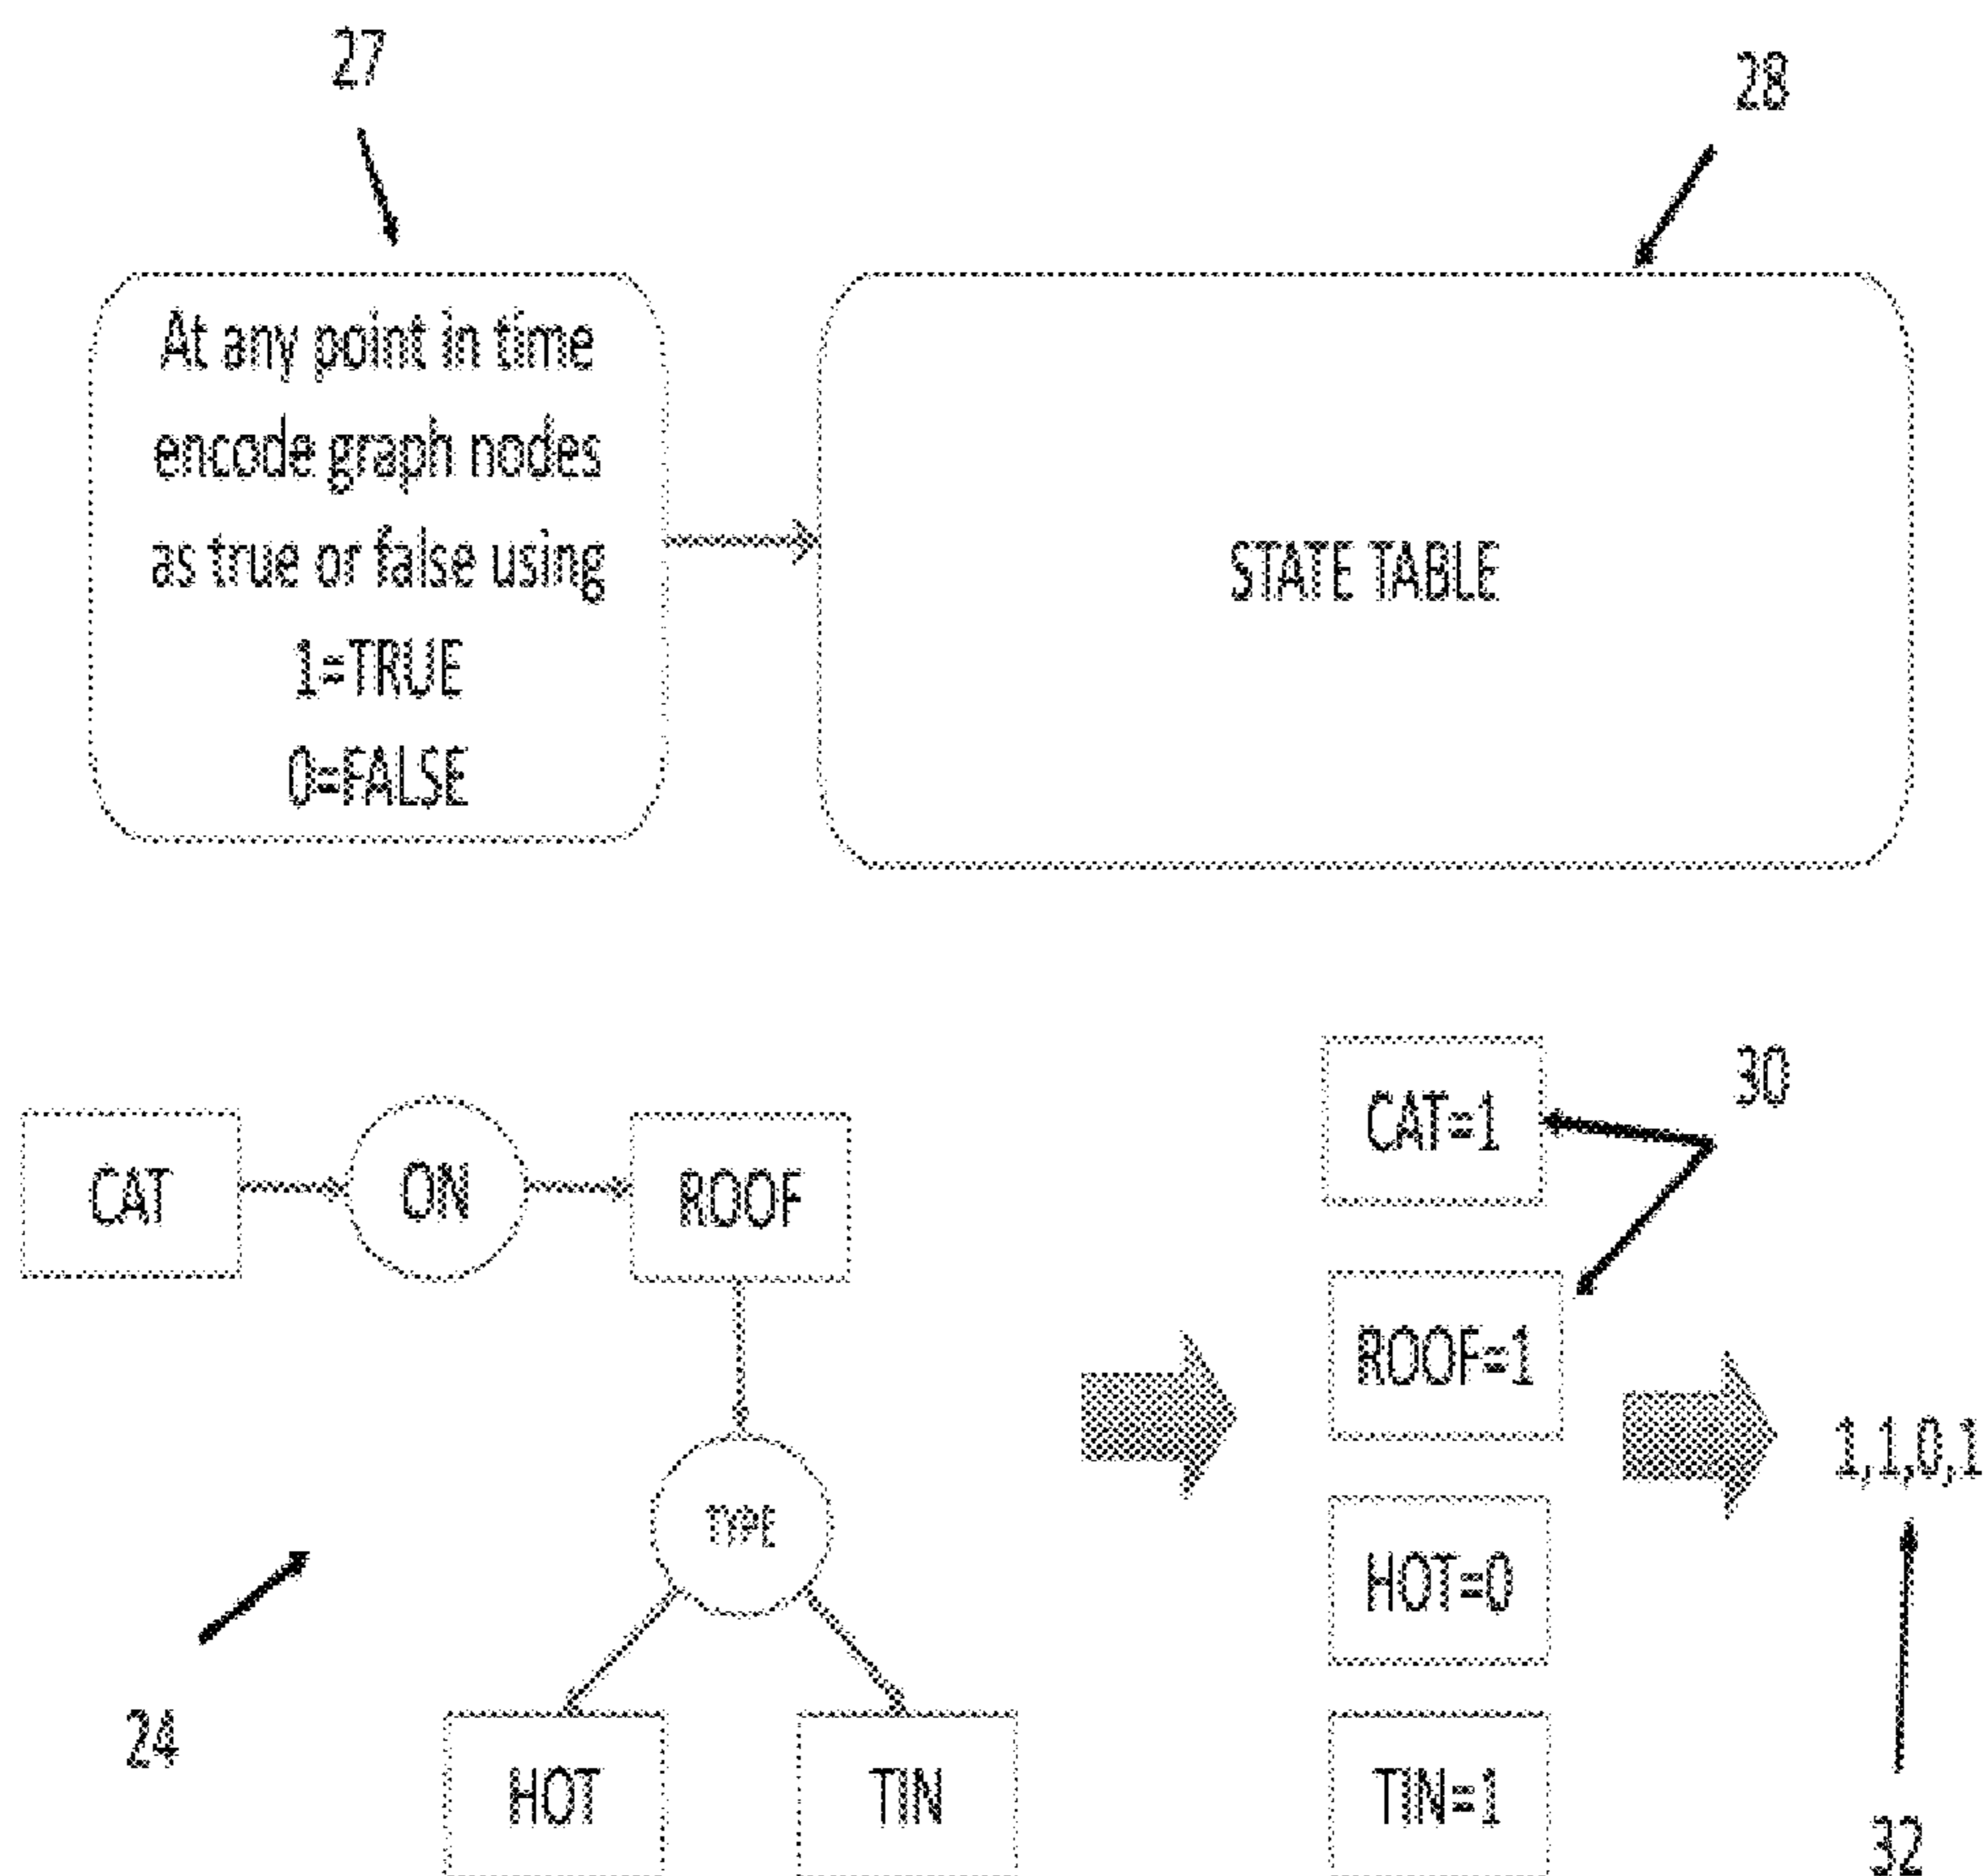 27
28
At any point in time
encode graph nodes
as true or false using
1=TRUE
0=FALSE
STATE TABLE
CAT
ON
ROOF
TYPE
HOT
TIN
24
CAT=1
ROOF=1
HOT=0
TIN=1
30
1,1,0,1
32